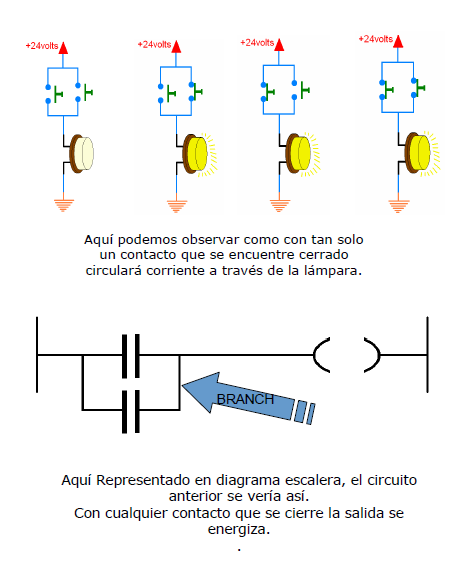 +24volts
+24volts
+24volts
+24volts
Aquí podemos observar como con tan solo
un contacto que se encuentre cerrado
circulará corriente a través de la lámpara.
BRANCH
Aquí Representado en diagrama escalera, el circuito
anterior se vería así.
Con cualquier contacto que se cierre la salida se
energiza.
.